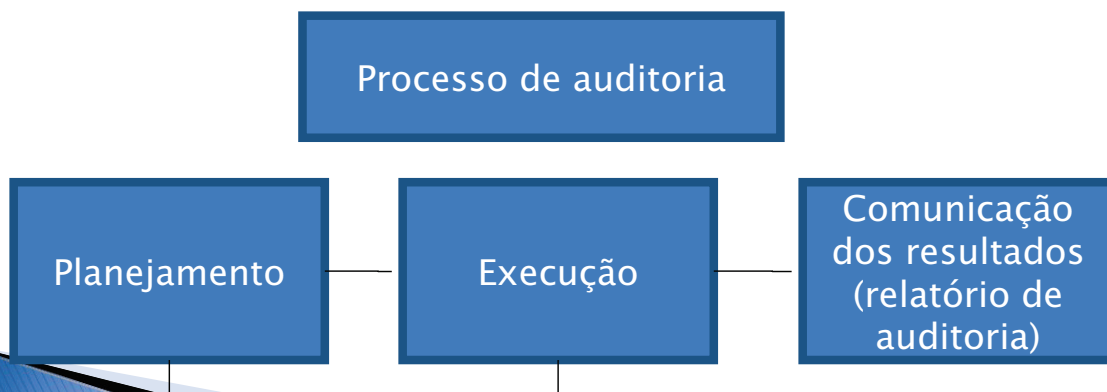 Processo de auditoria
Planejamento
Execução
Comunicação
dos resultados
(relatório de
auditoria)